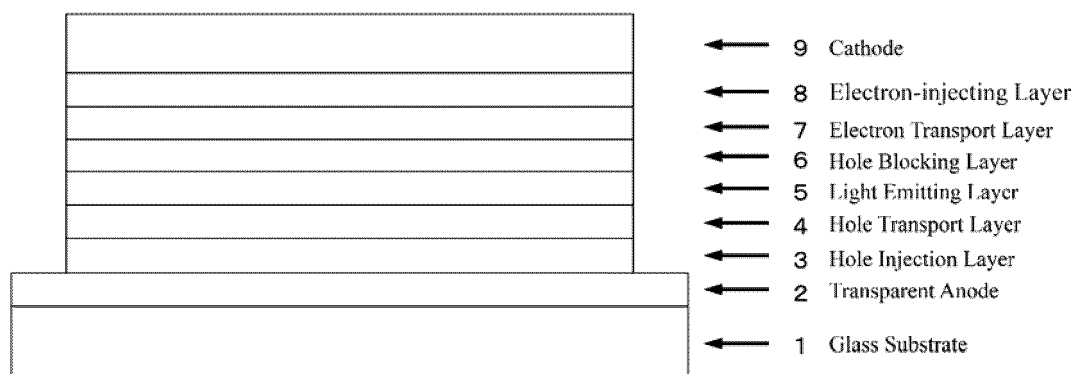 9 Cathode
8 Electron-injecting Layer
7 Electron Transport Layer
6 Hole Blocking Layer
5 Light Emitting Layer
4 Hole Transport Layer
3 Hole Injection Layer
2 Transparent Anode
1 Glass Substrate